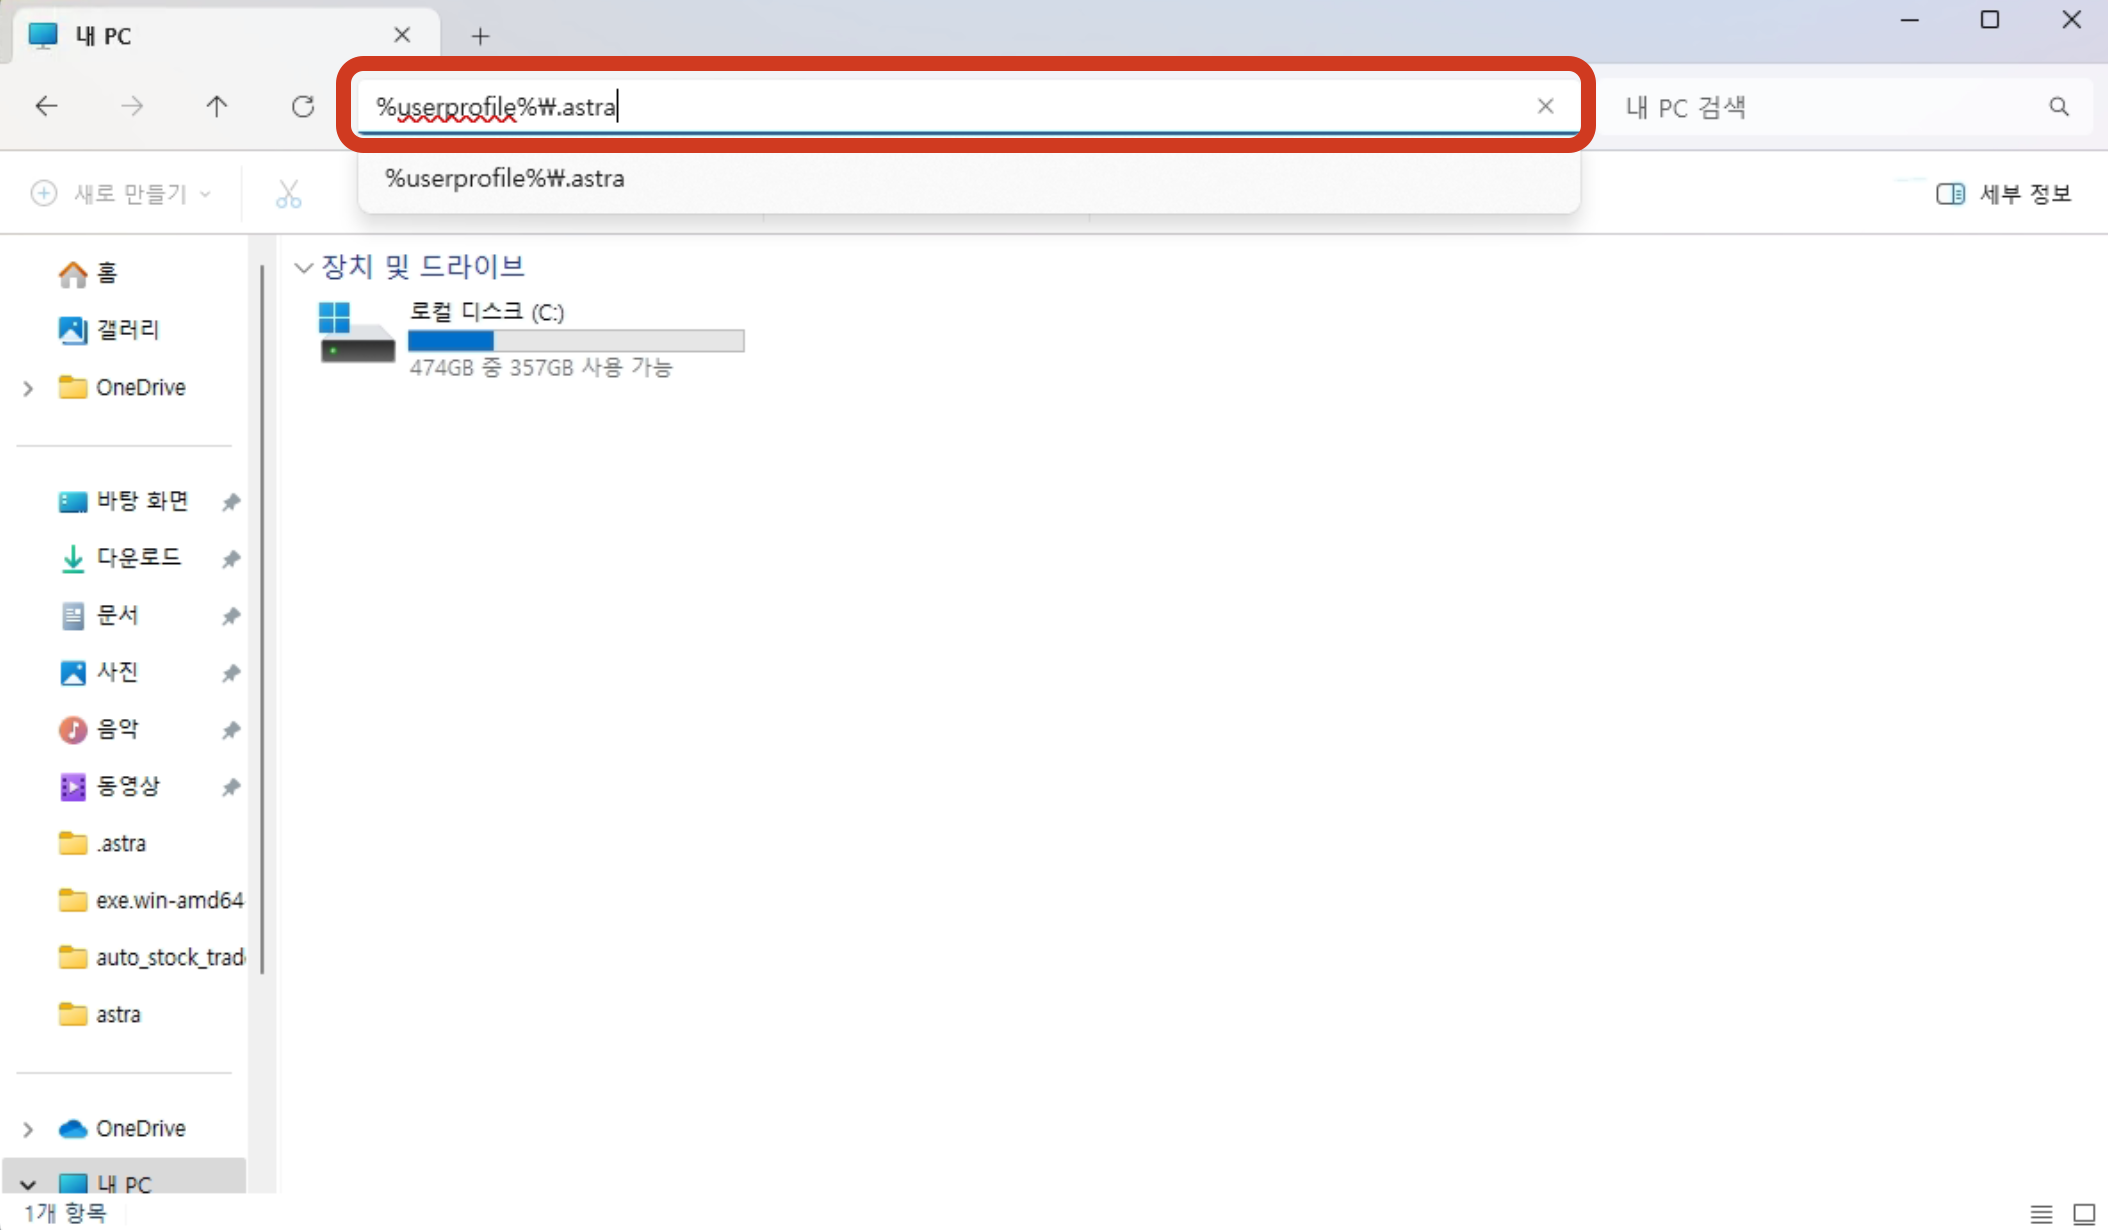 내 PC
%userprofile%₩.astra
내 PC 검색
%userprofile%₩.astra
새로 만들기
세부 정보
홈
갤러리
OneDrive
바탕 화면
다운로드
문서
사진
음악
동영상
.astra
exe.win-amd64
auto_stock_trad
astra
OneDrive
내 PC
장치 및 드라이브
로컬 디스크 (C:)
474GB 중 357GB 사용 가능
1개 항목